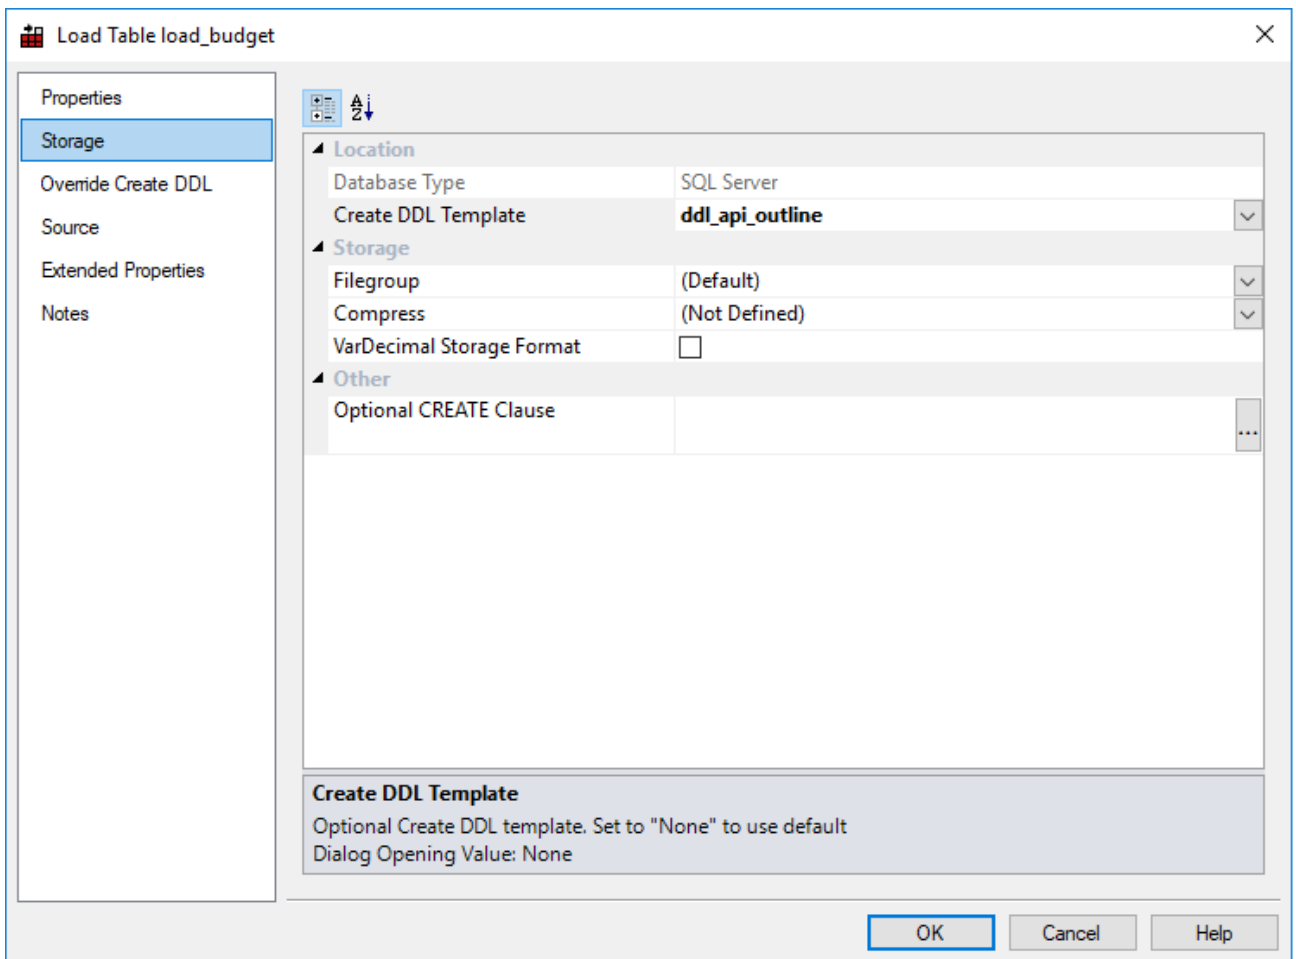 Load Table load_budget
Properties
Storage
Override Create DDL
Source
Extended Properties
Notes
Location
Database Type SQL Server
Create DDL Template ddl_api_outline
Storage
Filegroup (Default)
Compress (Not Defined)
VarDecimal Storage Format
Other
Optional CREATE Clause
...
Create DDL Template
Optional Create DDL template. Set to "None" to use default
Dialog Opening Value: None
OK Cancel Help